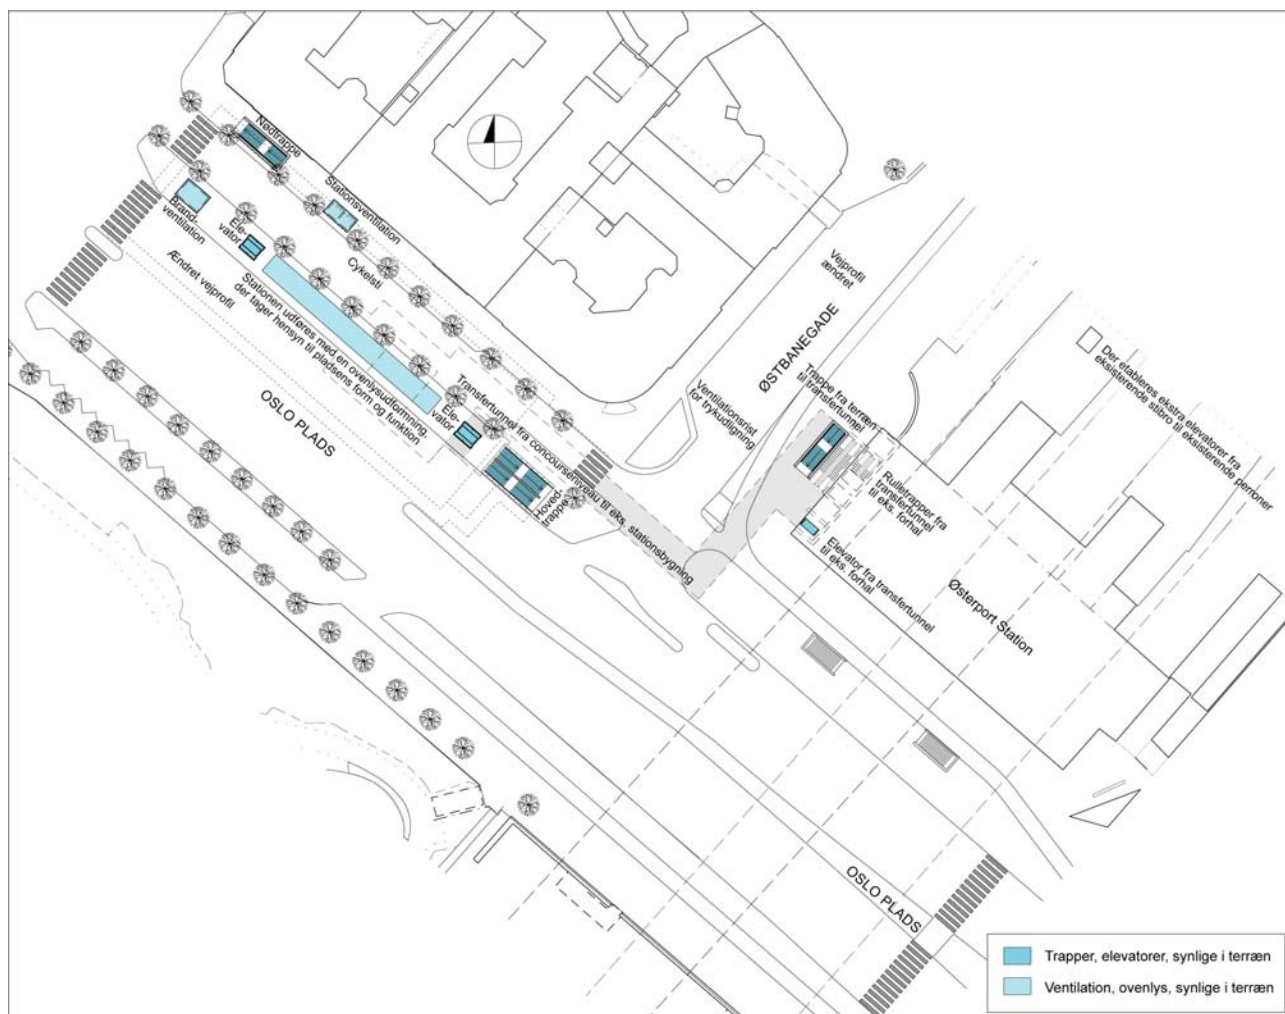 Nødtrappe
Stationsventilation
Brand-
ventilation
Ele-
vator
Cykelsti
Ændret vejprofil
Stationen udføres med en ovenlysudformning,
der tager hensyn til pladsens form og funktion
OSLO PLADS
Ele-
vator
Transfertunnel fra concourseniveau til eks. stationsbygning
Hoved-
trappe
Ventilationsrist
for trykudligning
ØSTBANEGADE
Vejprofil
ændret
Trappe fra terræn
til transfertunnel
Rulletrapper fra
transfertunnel
til eks. forhal
Elevator fra transfertunnel
til eks. forhal
Østerport Station
Der etableres ekstra elevatorer fra
eksisterende stibro til eksisterende perroner
OSLO PLADS
Trapper, elevatorer, synlige i terræn
Ventilation, ovenlys, synlige i terræn